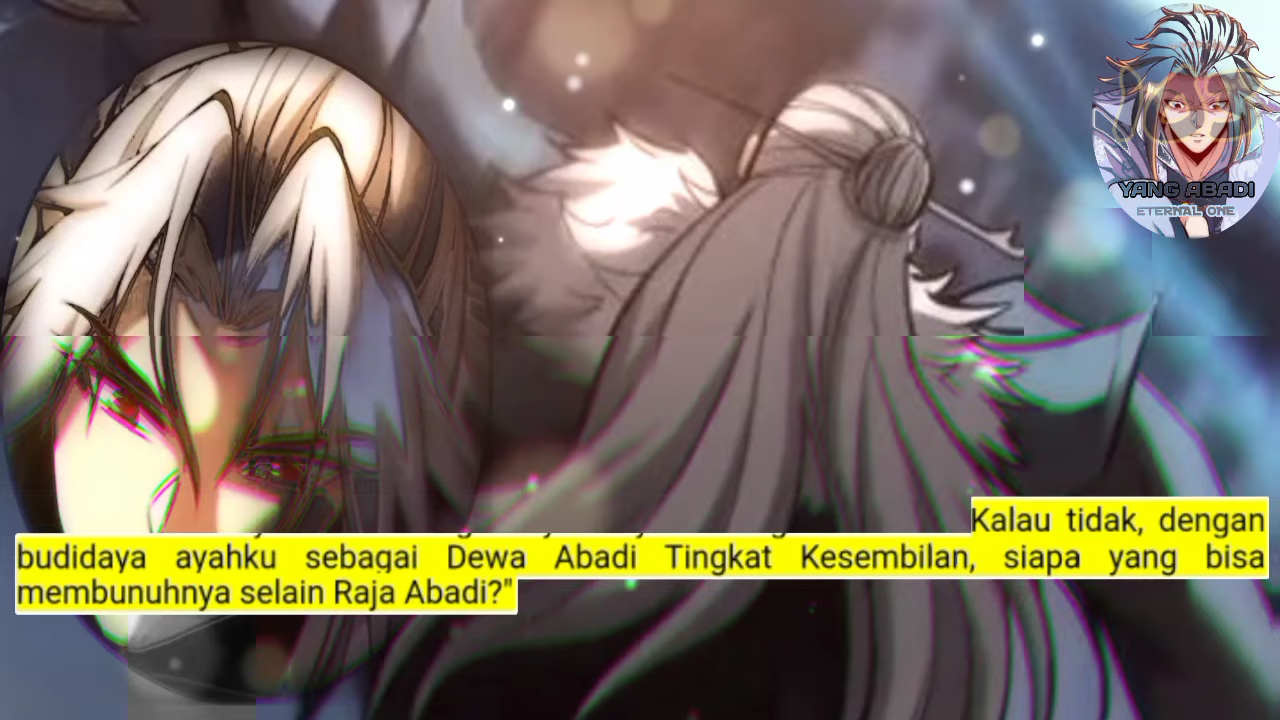 YANG ABADI
ETERNAL ONE
Kalau tidak, dengan
budidaya ayahku sebagai Dewa Abadi Tingkat Kesembilan, siapa yang bisa
membunuhnya selain Raja Abadi?"